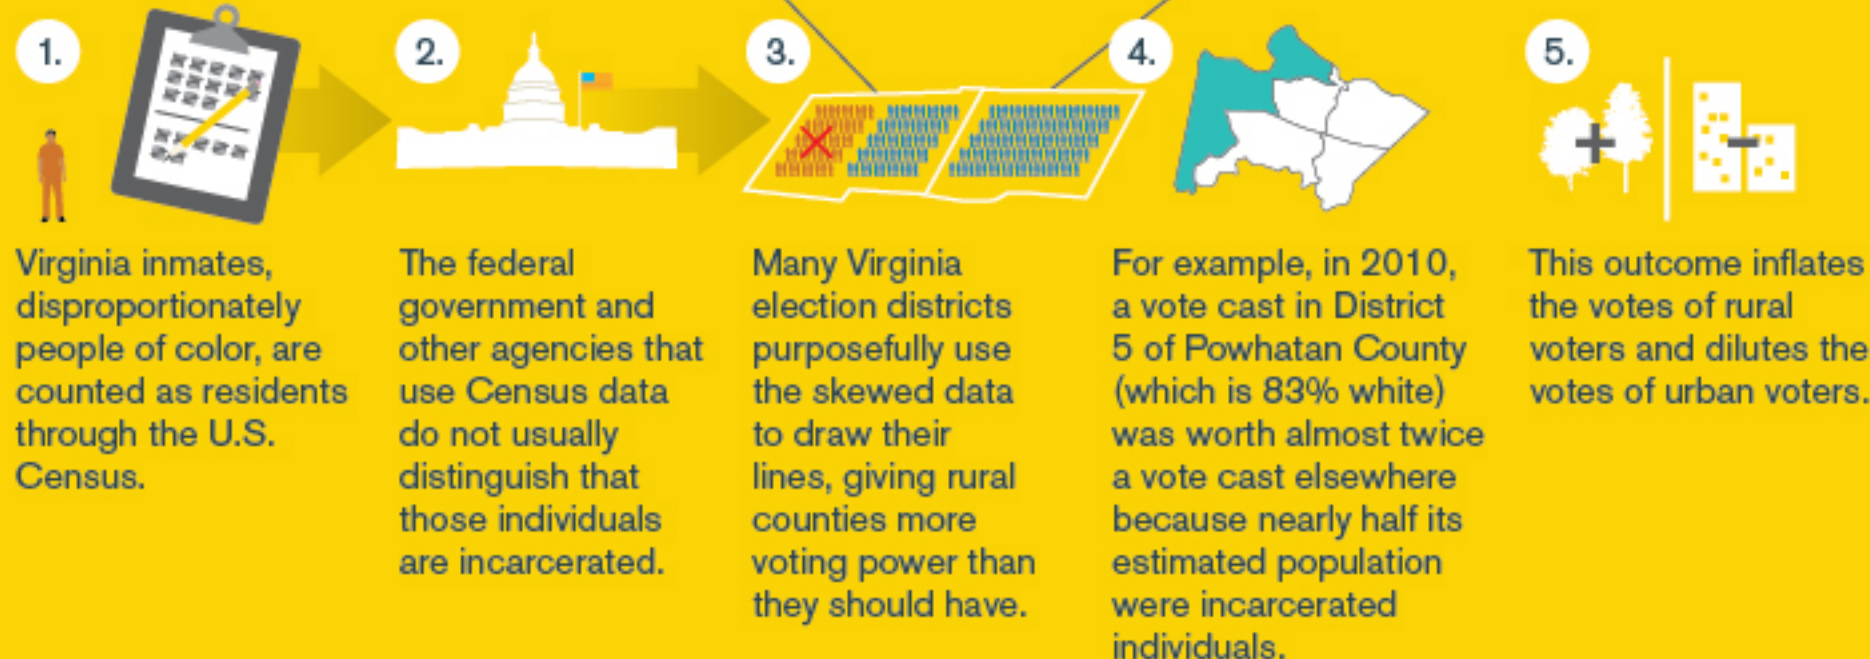 1.
Virginia inmates,
disproportionately
people of color, are
counted as residents
through the U.S.
Census.
2.
The federal
government and
other agencies that
use Census data
do not usually
distinguish that
those individuals
are incarcerated.
3.
Many Virginia
election districts
purposefully use
the skewed data
to draw their
lines, giving rural
counties more
voting power than
they should have.
4.
For example, in 2010,
a vote cast in District
5 of Powhatan County
(which is 83% white)
was worth almost twice
a vote cast elsewhere
because nearly half its
estimated population
were incarcerated
individuals.
5.
+
−
This outcome inflates
the votes of rural
voters and dilutes the
votes of urban voters.